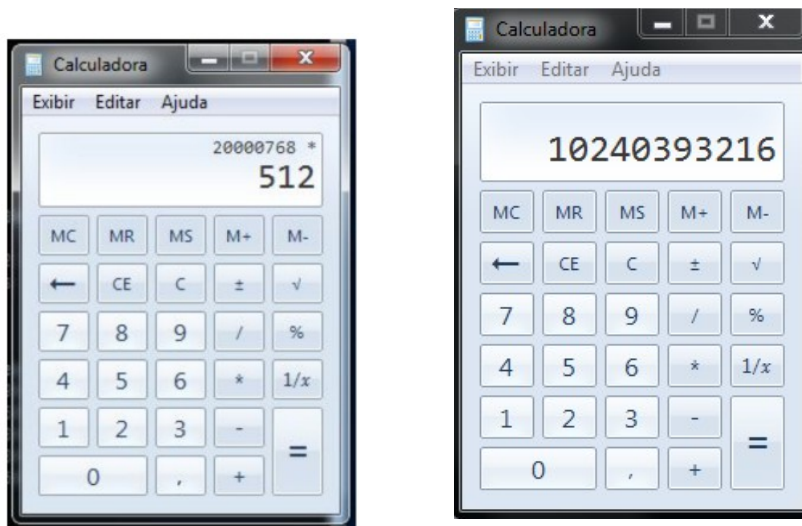 Calculadora
Exibir Editar Ajuda
20000768 *
512
MC MR MS M+ M-
← CE C ± √
7 8 9 / %
4 5 6 * 1/x
1 2 3 - =
0 , +
Calculadora
Exibir Editar Ajuda
10240393216
MC MR MS M+ M-
← CE C ± √
7 8 9 / %
4 5 6 * 1/x
1 2 3 - =
0 , +